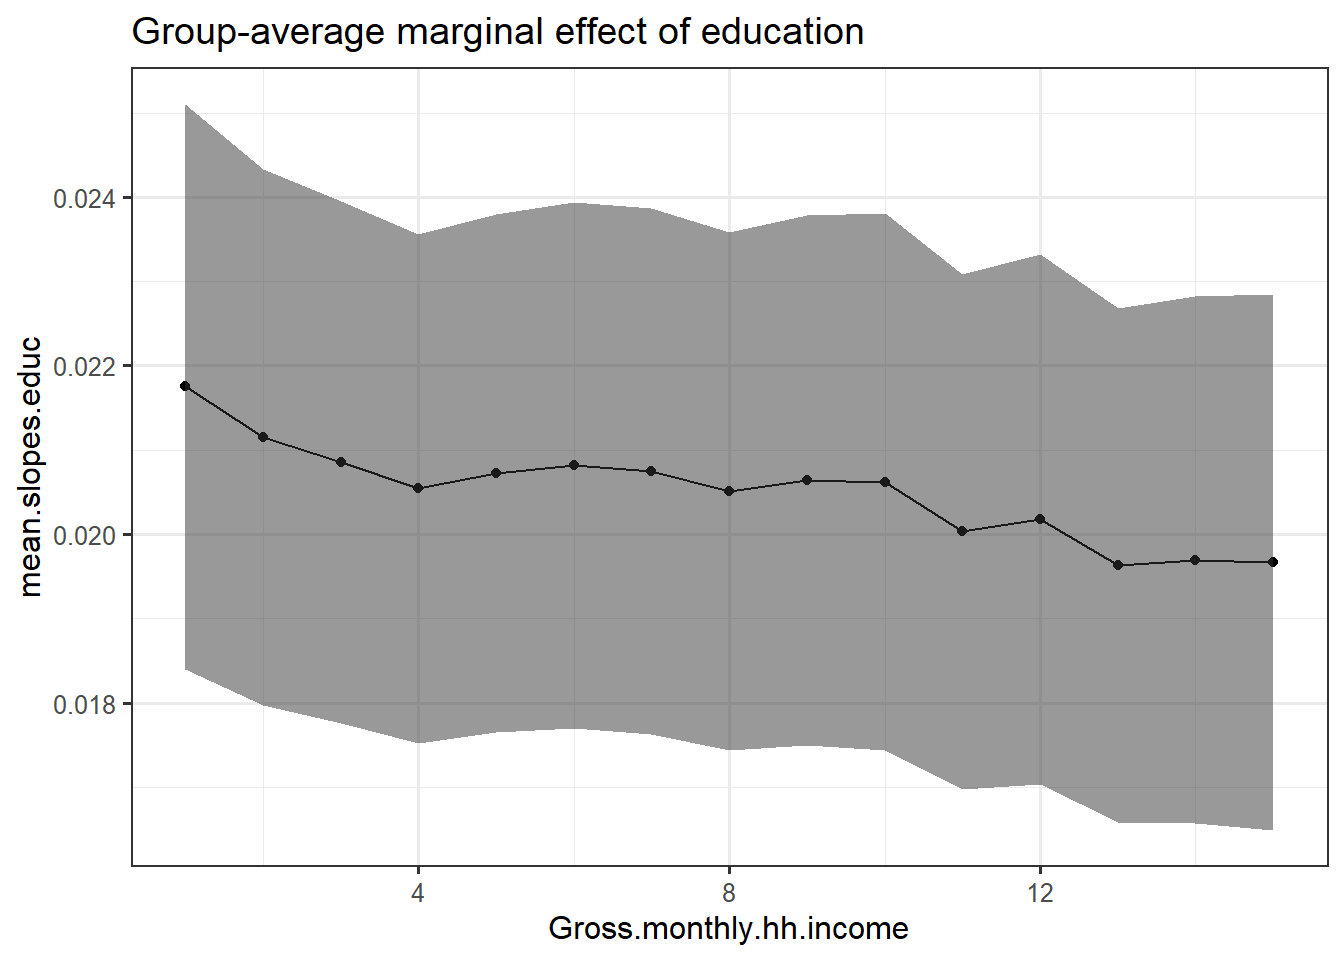 Group-average marginal effect of education
mean.slopes.educ
0.024
0.022
0.020
0.018
4 8 12
Gross.monthly.hh.income